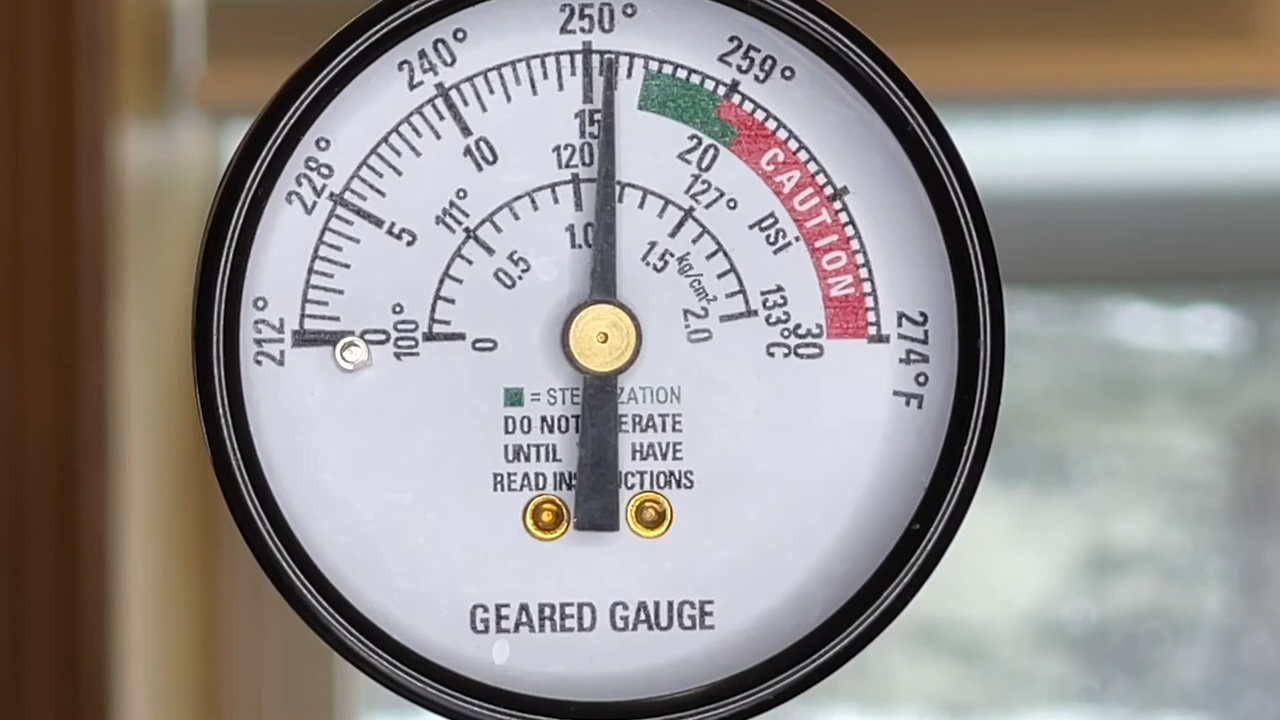 250°
240° 259°
228°
212° 274°F
15
10 20
5 psi
0 30
CAUTION
120
111° 127°
100° 133°C
1.0
0.5 1.5
0 2.0
kg/cm²
= STE ZATION
DO NOT ERATE
UNTIL HAVE
READ INS UCTIONS
GEARED GAUGE